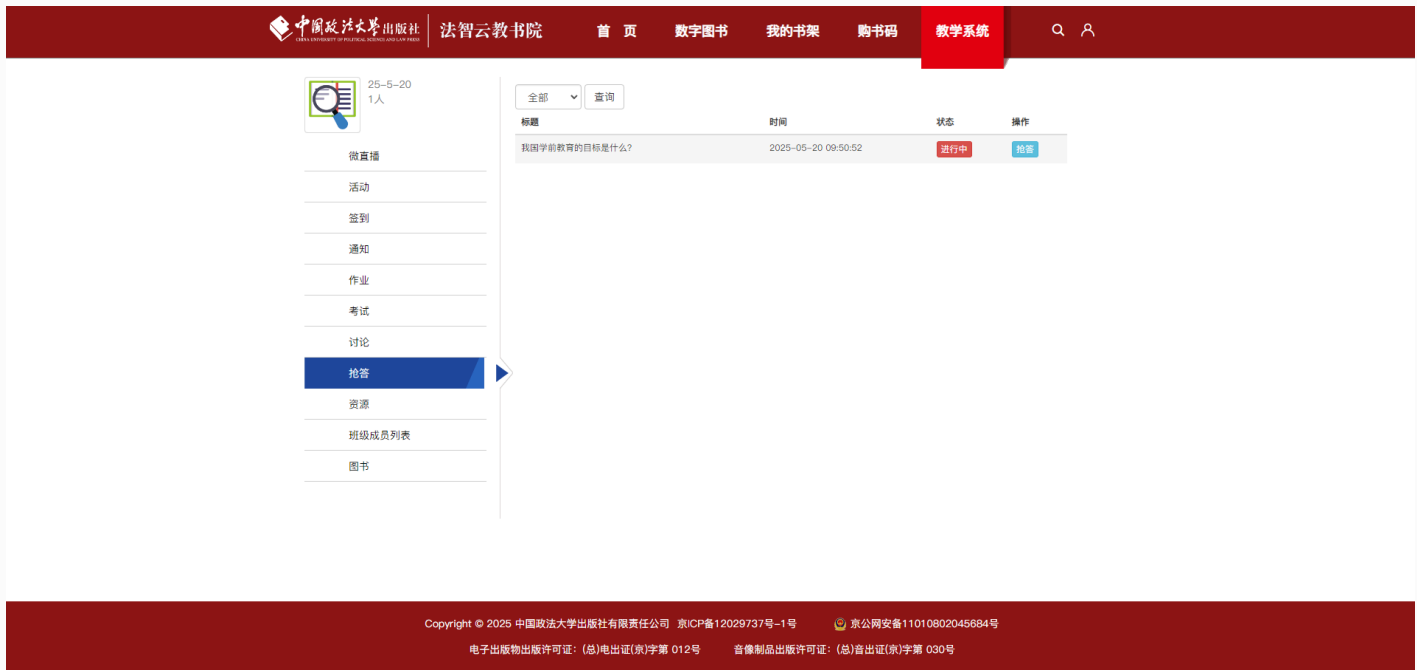 中国政法大学出版社 法智云教书院 首 页 数字图书 我的书架 购书码 教学系统
CHINA UNIVERSITY OF POLITICAL SCIENCE AND LAW PRESS
25-5-20
1人
全部 查询
标题 时间 状态 操作
我国学前教育的目标是什么? 2025-05-20 09:50:52 进行中 抢答
微直播
活动
签到
通知
作业
考试
讨论
抢答
资源
班级成员列表
图书
Copyright © 2025 中国政法大学出版社有限责任公司 京ICP备12029737号-1号 京公网安备11010802045684号
电子出版物出版许可证：(总)电出证(京)字第 012号 音像制品出版许可证：(总)音出证(京)字第 030号